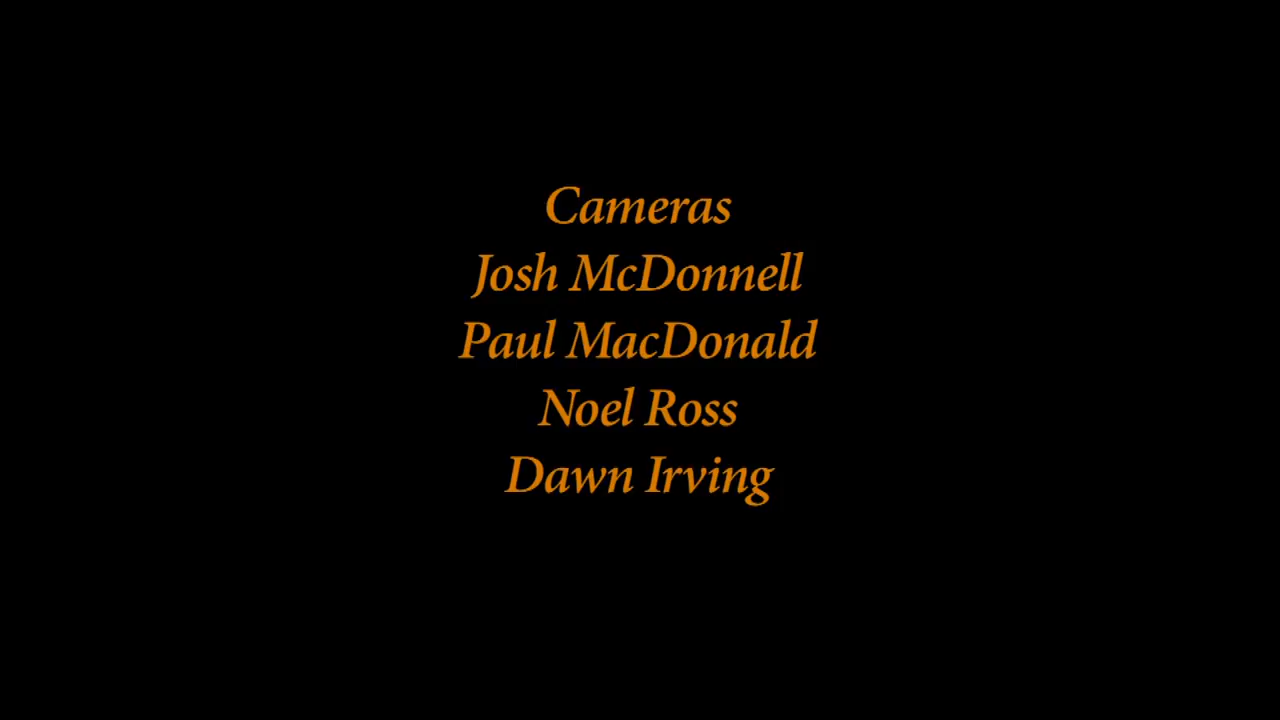 Cameras
Josh McDonnell
Paul MacDonald
Noel Ross
Dawn Irving